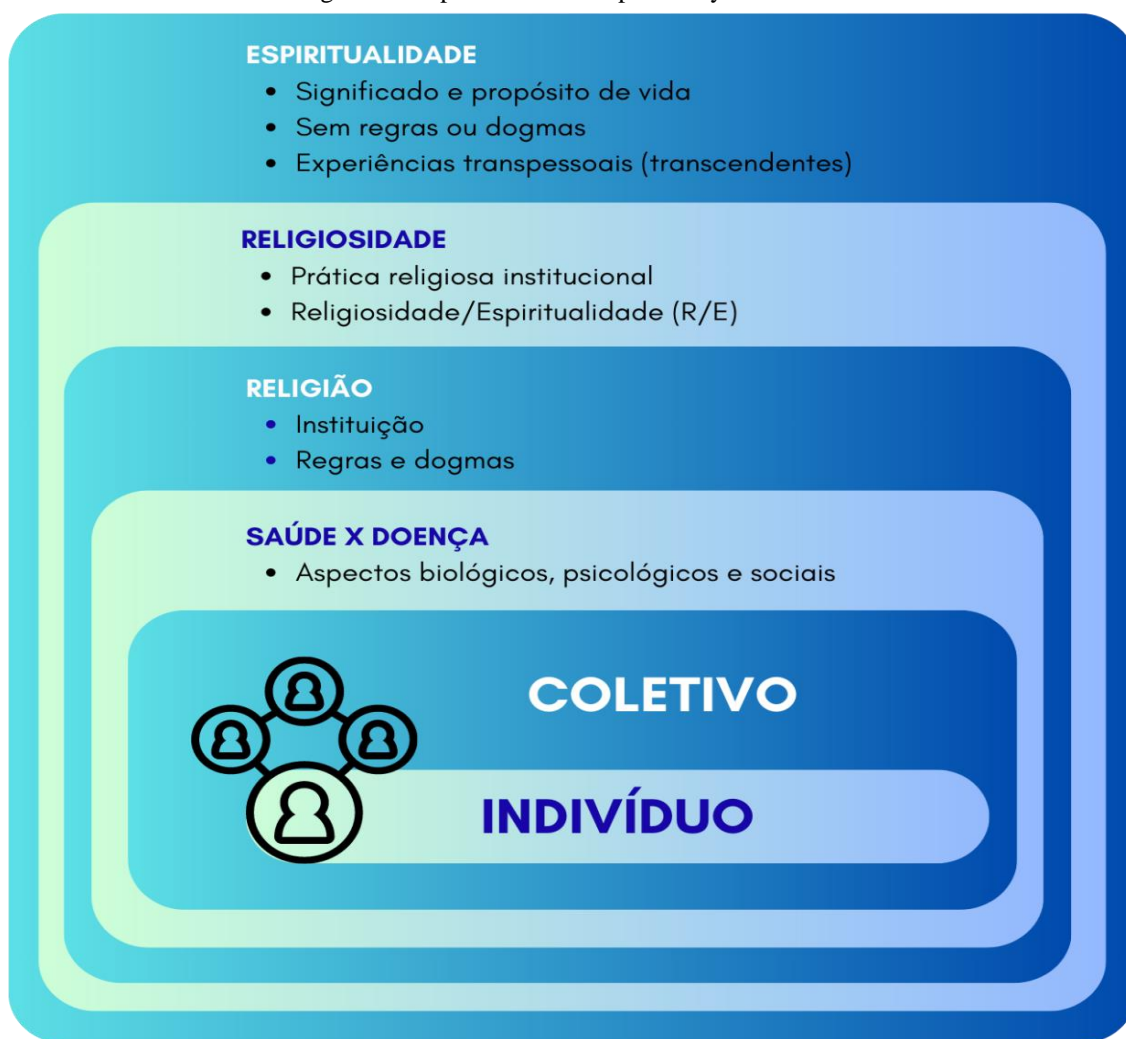 ESPIRITUALIDADE
• Significado e propósito de vida
• Sem regras ou dogmas
• Experiências transpessoais (transcendentes)
RELIGIOSIDADE
• Prática religiosa institucional
• Religiosidade/Espiritualidade (R/E)
RELIGIÃO
• Instituição
• Regras e dogmas
SAÚDE X DOENÇA
• Aspectos biológicos, psicológicos e sociais
COLETIVO
INDIVÍDUO